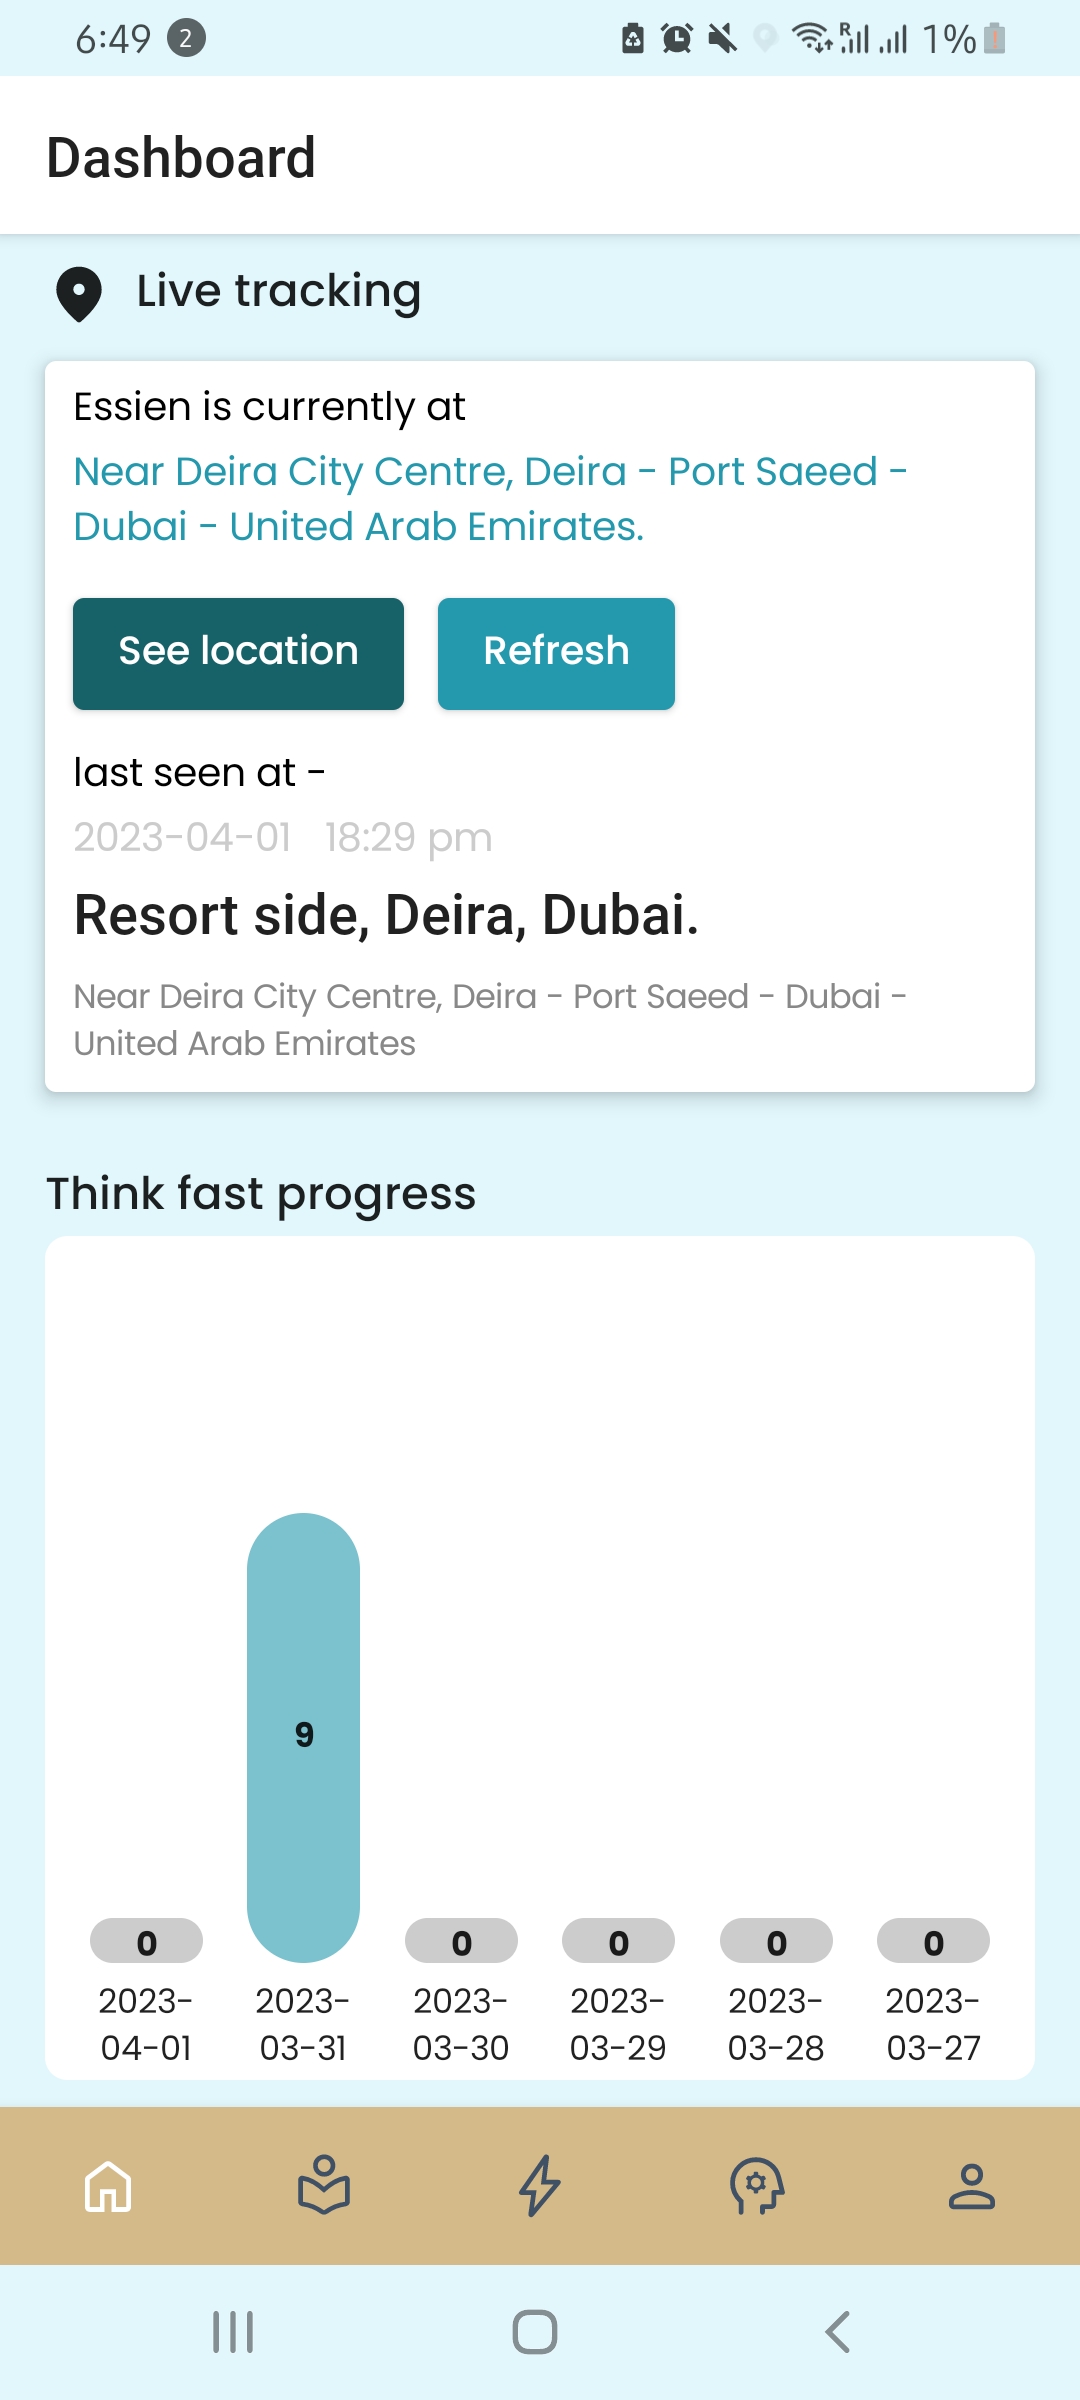 6:49 2 R 1%
Dashboard
Live tracking
Essien is currently at
Near Deira City Centre, Deira - Port Saeed -
Dubai - United Arab Emirates.
See location Refresh
last seen at -
2023-04-01 18:29 pm
Resort side, Deira, Dubai.
Near Deira City Centre, Deira - Port Saeed - Dubai -
United Arab Emirates
Think fast progress
9
0 0 0 0 0
2023- 2023- 2023- 2023- 2023- 2023-
04-01 03-31 03-30 03-29 03-28 03-27